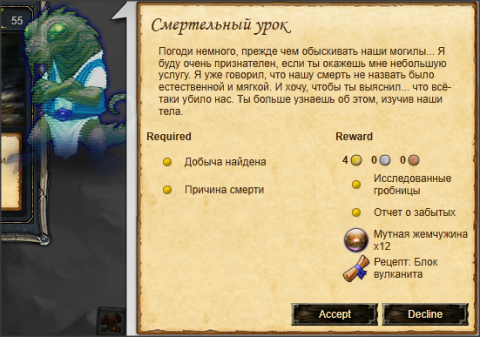 55
Смертельный урок
Погоди немного, прежде чем обыскивать наши могилы... Я
буду очень признателен, если ты окажешь мне небольшую
услугу. Я уже говорил, что нашу смерть не назвать было
естественной и мягкой. И хочу, чтобы ты выяснил... что всё-
таки убило нас. Ты больше узнаешь об этом, изучив наши
тела.
Required
Добыча найдена
Причина смерти
Reward
4 0 0
Исследованные
гробницы
Отчет о забытых
Мутная жемчужина
x12
Рецепт: Блок
вулканита
Accept Decline